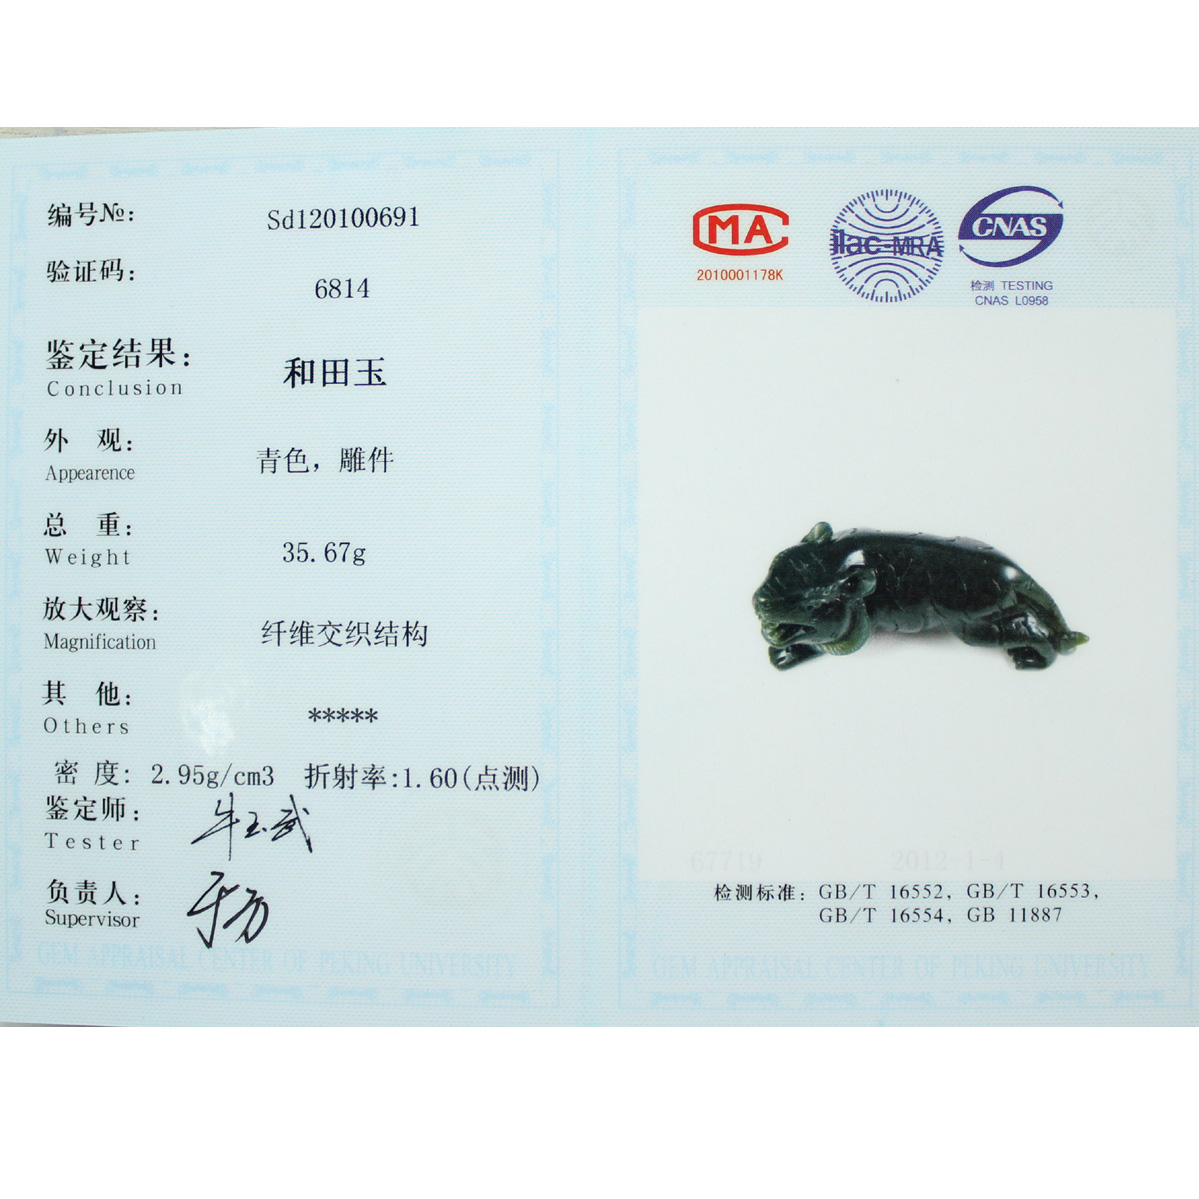 编号№: Sd120100691
验证码: 6814
鉴定结果: 和田玉
Conclusion
外 观: 青色，雕件
Appearence
总 重: 35.67g
Weight
放大观察: 纤维交织结构
Magnification
其 他: *****
Others
密 度: 2.95g/cm3 折射率:1.60(点测)
鉴定师:
Tester
负责人:
Supervisor
GEM APPRAISAL CENTER OF PEKING UNIVERSITY
MA
2010001178K
ilac-MRA
CNAS
检测 TESTING
CNAS L0958
67719 2012-1-4
检测标准: GB/T 16552, GB/T 16553,
GB/T 16554, GB 11887
GEM APPRAISAL CENTER OF PEKING UNIVERSITY